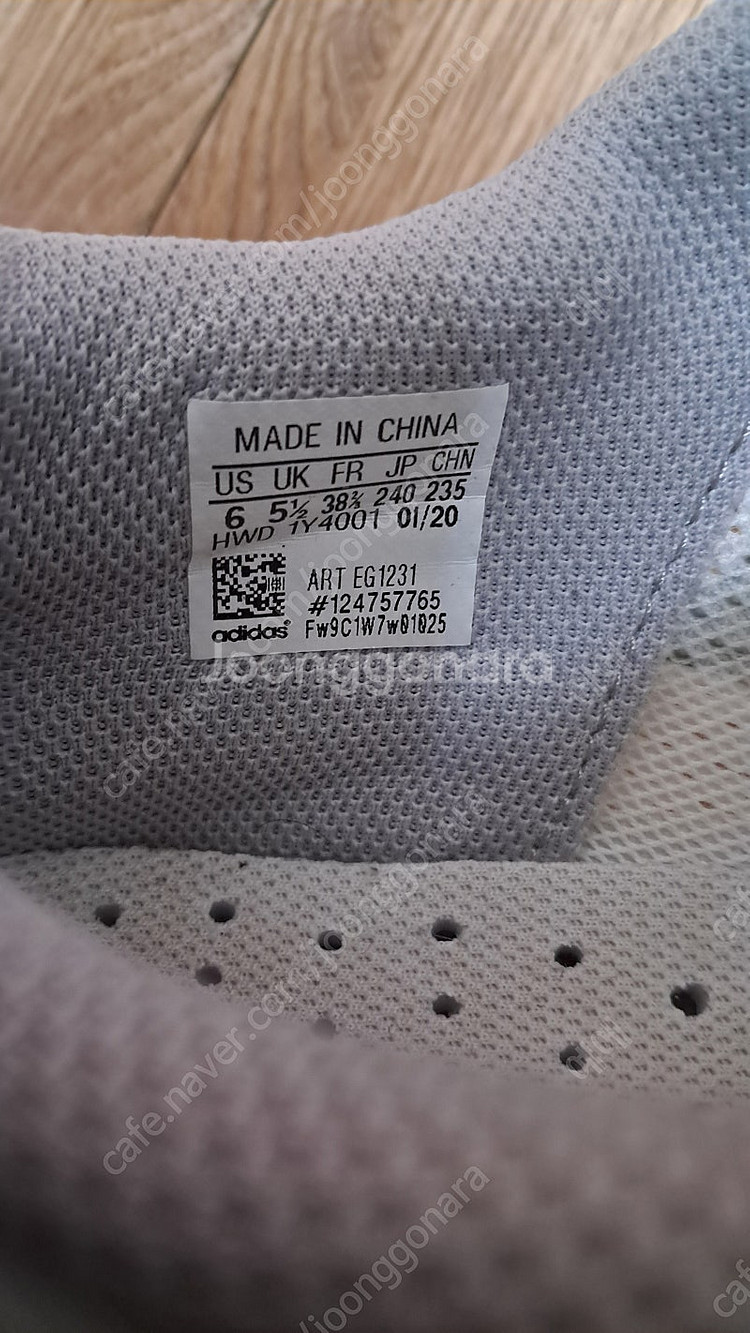 MADE IN CHINA
US UK FR JP CHN
6 5½ 38⅔ 240 235
HWD 1Y4001 01/20
ART EG1231
#124757765
adidas® Fw9C1W7w01025
Joonggonara
cafe.naver.com/joonggonara